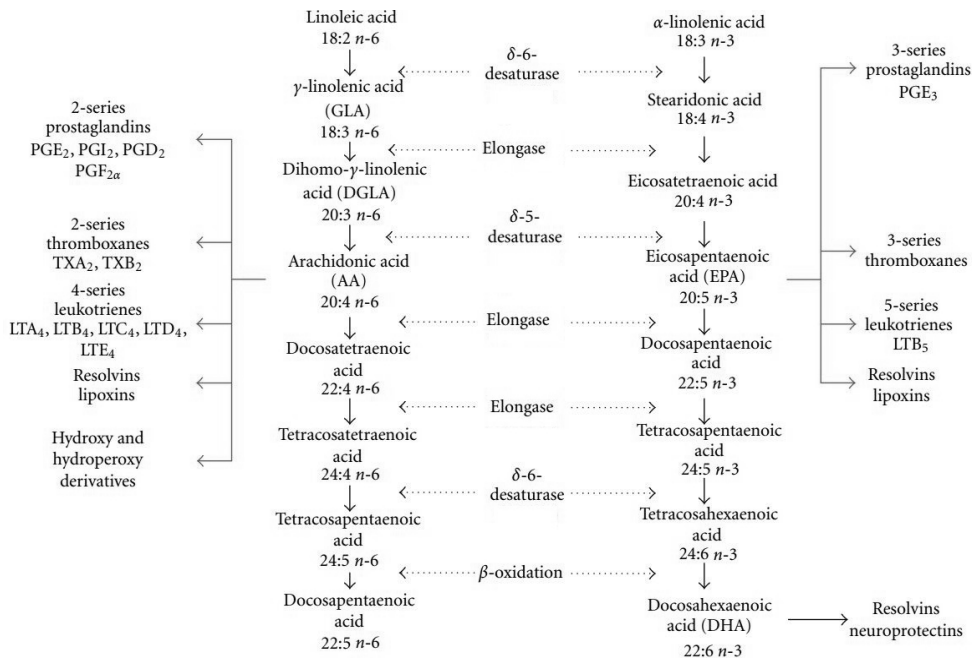 Linoleic acid
18:2 n-6
γ-linolenic acid
(GLA)
18:3 n-6
Dihomo-γ-linolenic
acid (DGLA)
20:3 n-6
Arachidonic acid
(AA)
20:4 n-6
Docosatetraenoic
acid
22:4 n-6
Tetracosatetraenoic
acid
24:4 n-6
Tetracosapentaenoic
acid
24:5 n-6
Docosapentaenoic
acid
22:5 n-6
δ-6-
desaturase
Elongase
δ-5-
desaturase
Elongase
Elongase
δ-6-
desaturase
β-oxidation
α-linolenic acid
18:3 n-3
Stearidonic acid
18:4 n-3
Eicosatetraenoic acid
20:4 n-3
Eicosapentaenoic
acid (EPA)
20:5 n-3
Docosapentaenoic
acid
22:5 n-3
Tetracosapentaenoic
acid
24:5 n-3
Tetracosahexaenoic
acid
24:6 n-3
Docosahexaenoic
acid (DHA)
22:6 n-3
2-series
prostaglandins
PGE₂, PGI₂, PGD₂
PGF₂α
2-series
thromboxanes
TXA₂, TXB₂
4-series
leukotrienes
LTA₄, LTB₄, LTC₄, LTD₄,
LTE₄
Resolvins
lipoxins
Hydroxy and
hydroperoxy
derivatives
3-series
prostaglandins
PGE₃
3-series
thromboxanes
5-series
leukotrienes
LTB₅
Resolvins
lipoxins
Resolvins
neuroprotectins